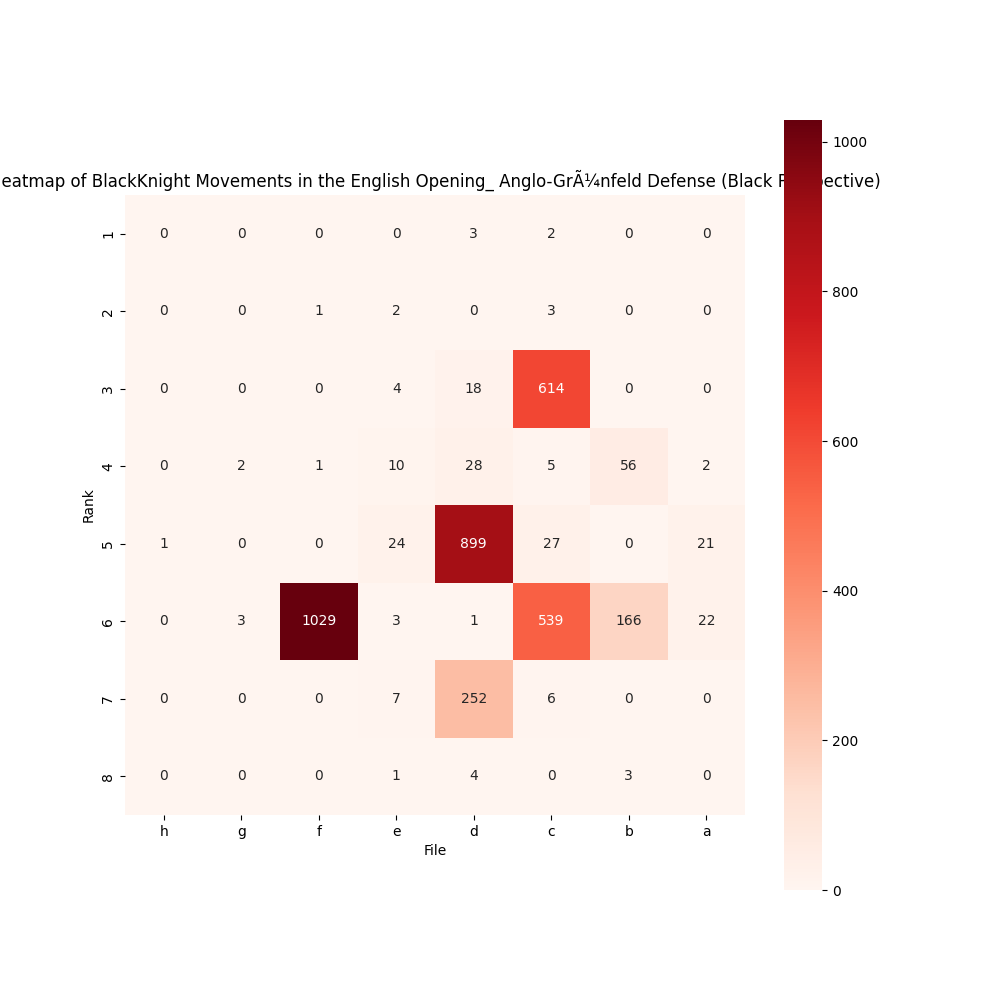 1000
eatmap of BlackKnight Movements in the English Opening_ Anglo-GrÃ¼nfeld Defense (Black
1 0 0 0 0 3 2 0 0
2 0 0 1 2 0 3 0 0
3 0 0 0 4 18 614 0 0
4 0 2 1 10 28 5 56 2
5 1 0 0 24 899 27 0 21
6 0 3 1029 3 1 539 166 22
7 0 0 0 7 252 6 0 0
8 0 0 0 1 4 0 3 0
Rank
h g f e d c b a
File
800
600
400
200
0